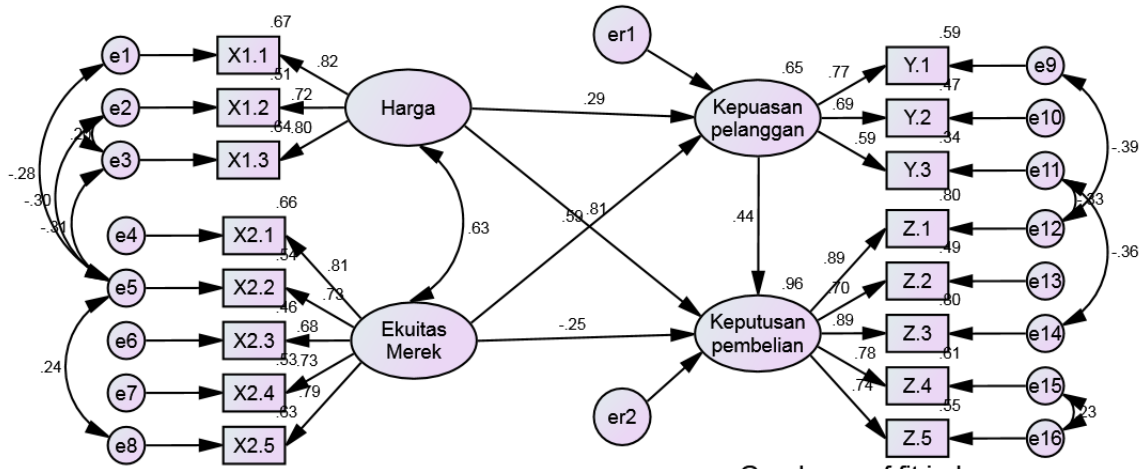 er1
.67
.59
e1
X1.1
.82
.65
.77
Y.1
e9
.51
.47
e2
X1.2
.72
Harga
.29
Kepuasan
pelanggan
.69
Y.2
e10
.64
.80
.59
.34
e3
X1.3
Y.3
e11
-.39
-.28
-.30
-.31
.80
-.33
.66
.59
.81
.44
e4
X2.1
.63
Z.1
e12
.54
.81
.89
.49
-.36
e5
X2.2
.73
.96
.70
Z.2
e13
.46
.80
e6
X2.3
.68
Ekuitas
Merek
-.25
Keputusan
pembelian
.89
Z.3
e14
.53
.73
.78
.61
.24
e7
X2.4
.79
.74
Z.4
e15
.63
er2
.55
.23
e8
X2.5
Z.5
e16